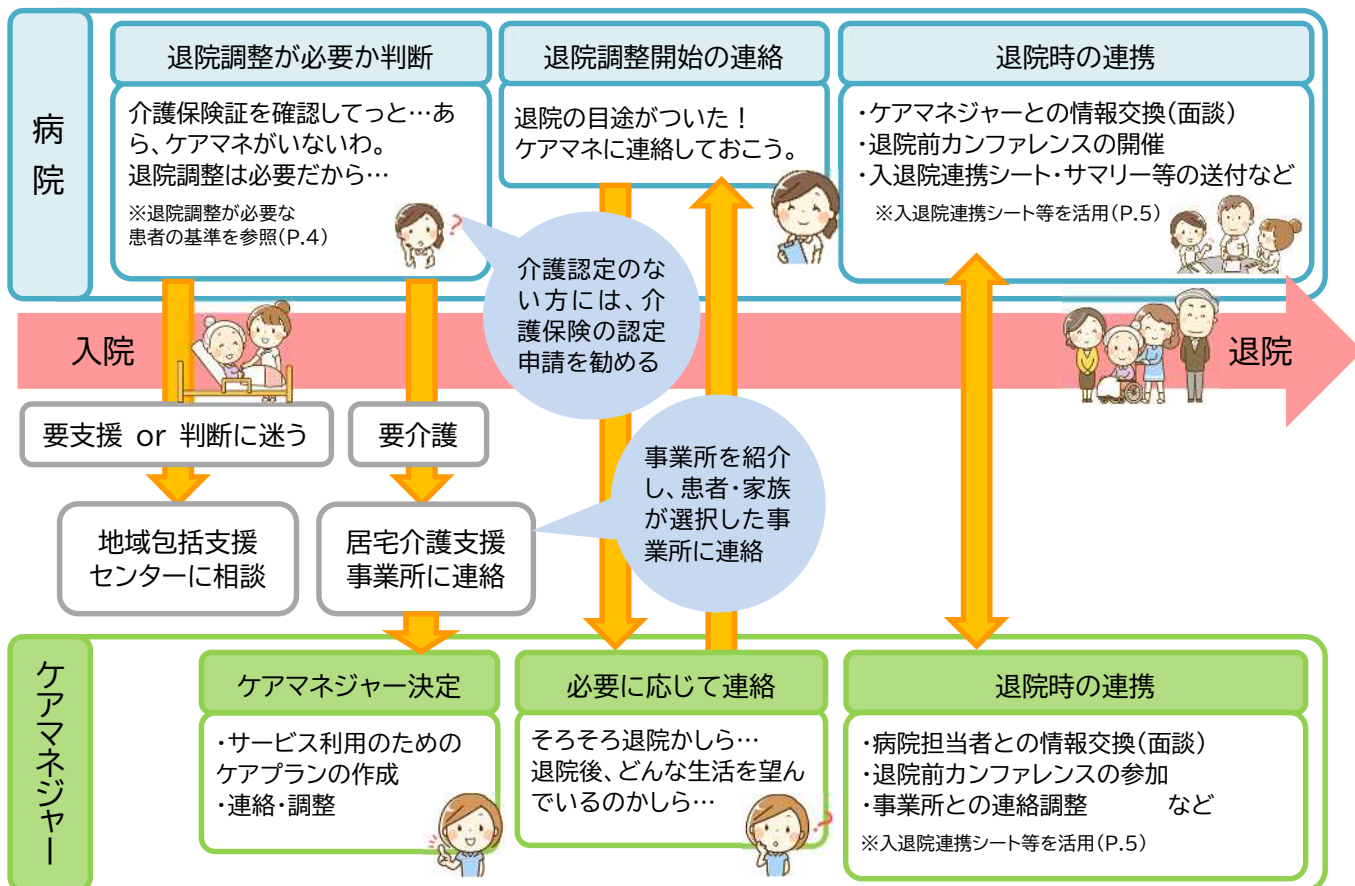 病院
退院調整が必要か判断
介護保険証を確認してっと…あ
ら、ケアマネがいないわ。
退院調整は必要だから…
※退院調整が必要な
患者の基準を参照(P.4)
?
退院調整開始の連絡
退院の目途がついた!
ケアマネに連絡しておこう。
退院時の連携
・ケアマネジャーとの情報交換(面談)
・退院前カンファレンスの開催
・入退院連携シート・サマリー等の送付など
※入退院連携シート等を活用(P.5)
介護認定のな
い方には、介
護保険の認定
申請を勧める
入院
退院
要支援 or 判断に迷う
要介護
地域包括支援
センターに相談
居宅介護支援
事業所に連絡
事業所を紹介
し、患者・家族
が選択した事
業所に連絡
ケアマネジャー
ケアマネジャー決定
・サービス利用のための
ケアプランの作成
・連絡・調整
必要に応じて連絡
そろそろ退院かしら…
退院後、どんな生活を望ん
でいるのかしら…
?
退院時の連携
・病院担当者との情報交換(面談)
・退院前カンファレンスの参加
・事業所との連絡調整 など
※入退院連携シート等を活用(P.5)